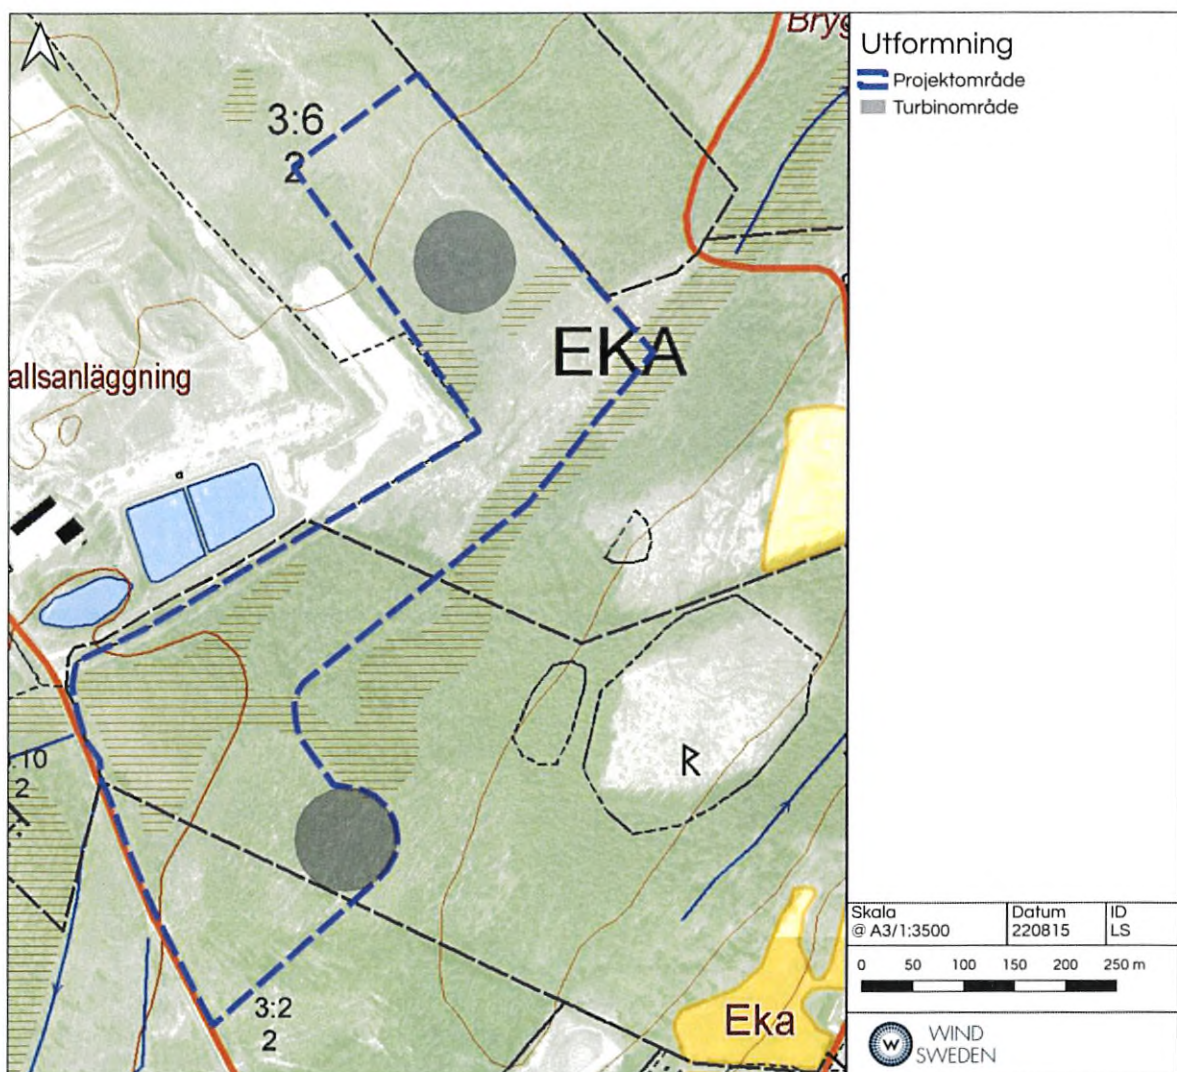 Bryg
3:6
2
EKA
allsanläggning
:10
2
R
3:2
2
Eka
Utformning
Projektområde
Turbinområde
Skala
@ A3/1:3500
Datum
220815
ID
LS
0 50 100 150 200 250 m
W
WIND
SWEDEN